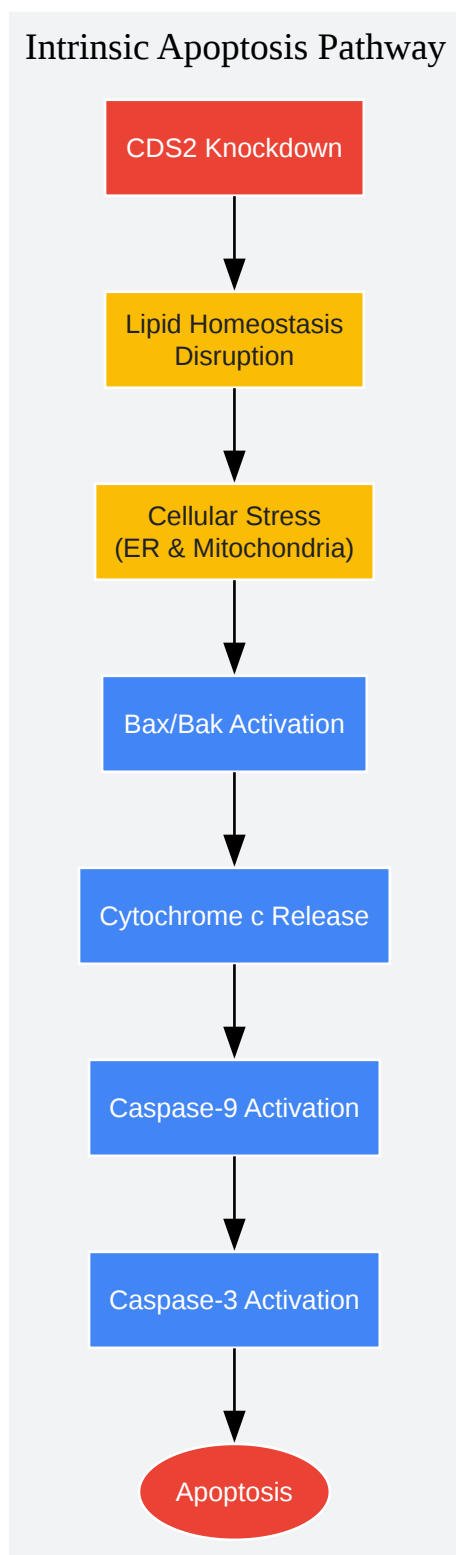 Intrinsic Apoptosis Pathway
CDS2 Knockdown
Lipid Homeostasis
Disruption
Cellular Stress
(ER & Mitochondria)
Bax/Bak Activation
Cytochrome c Release
Caspase-9 Activation
Caspase-3 Activation
Apoptosis